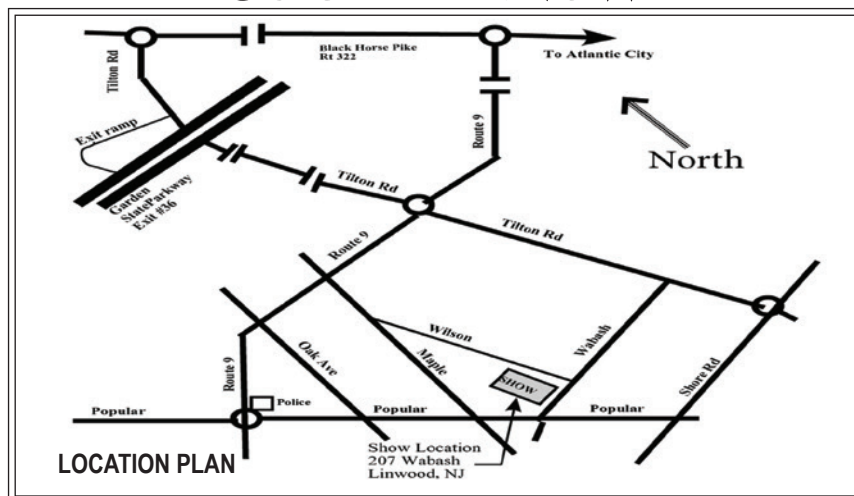 Black Horse Pike
Rt 322
To Atlantic City
Tilton Rd
Exit ramp
Route 9
North
Garden
StateParkway
Exit #36
Tilton Rd
Tilton Rd
Route 9
Wilson
Wabash
Oak Ave
Maple
Shore Rd
SHOW
Route 9
Police
Popular
Popular
Popular
Show Location
207 Wabash
Linwood, NJ
LOCATION PLAN